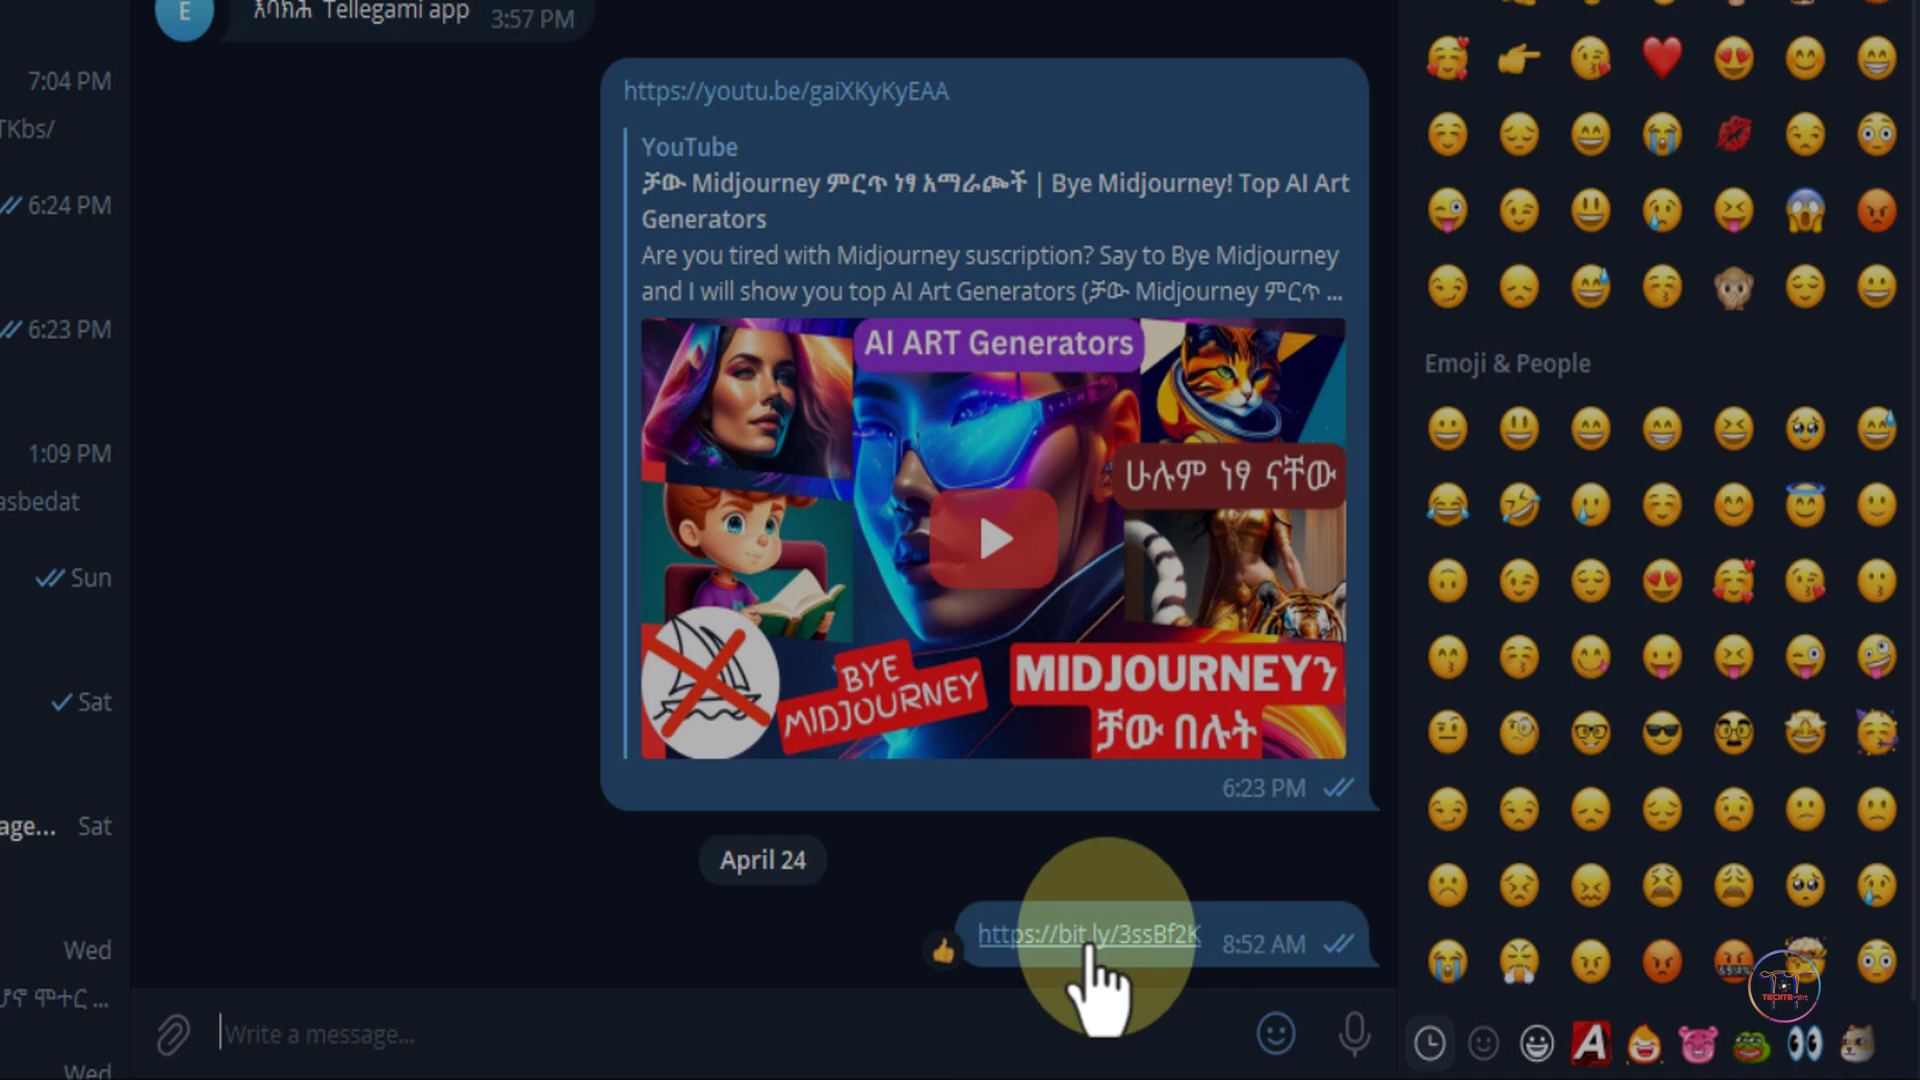 እባክሽ Tellegami app 3:57 PM
7:04 PM
TKbs/
6:24 PM
6:23 PM
1:09 PM
asbedat
Sun
Sat
age... Sat
Wed
ሆኖ ሞተር ...
Wed
https://youtu.be/gaiXKyKyEAA
YouTube
ቻው Midjourney ምርጥ ነፃ አማራጮች | Bye Midjourney! Top AI Art
Generators
Are you tired with Midjourney suscription? Say to Bye Midjourney
and I will show you top AI Art Generators (ቻው Midjourney ምርጥ ...
AI ART Generators
ሁሉም ነፃ ናቸው
BYE
MIDJOURNEY
MIDJOURNEYን
ቻው በሉት
6:23 PM
April 24
https://bit.ly/3ssBf2K 8:52 AM
Write a message...
Emoji & People